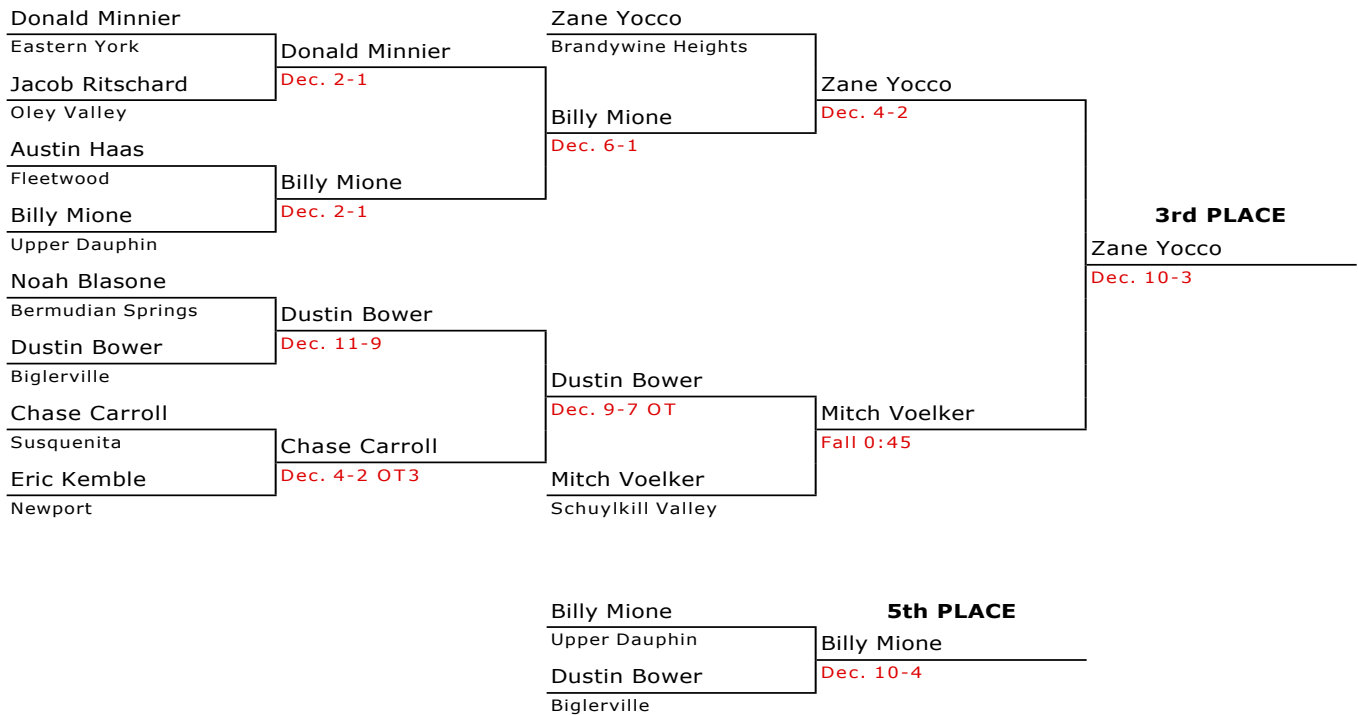 Donald Minnier
Eastern York
Jacob Ritschard
Oley Valley
Austin Haas
Fleetwood
Billy Mione
Upper Dauphin
Noah Blasone
Bermudian Springs
Dustin Bower
Biglerville
Chase Carroll
Susquenita
Eric Kemble
Newport
Donald Minnier
Dec. 2-1
Billy Mione
Dec. 2-1
Dustin Bower
Dec. 11-9
Chase Carroll
Dec. 4-2 OT3
Zane Yocco
Brandywine Heights
Billy Mione
Dec. 6-1
Dustin Bower
Dec. 9-7 OT
Mitch Voelker
Schuylkill Valley
Zane Yocco
Dec. 4-2
Mitch Voelker
Fall 0:45
3rd PLACE
Zane Yocco
Dec. 10-3
Billy Mione
Upper Dauphin
Dustin Bower
Biglerville
5th PLACE
Billy Mione
Dec. 10-4